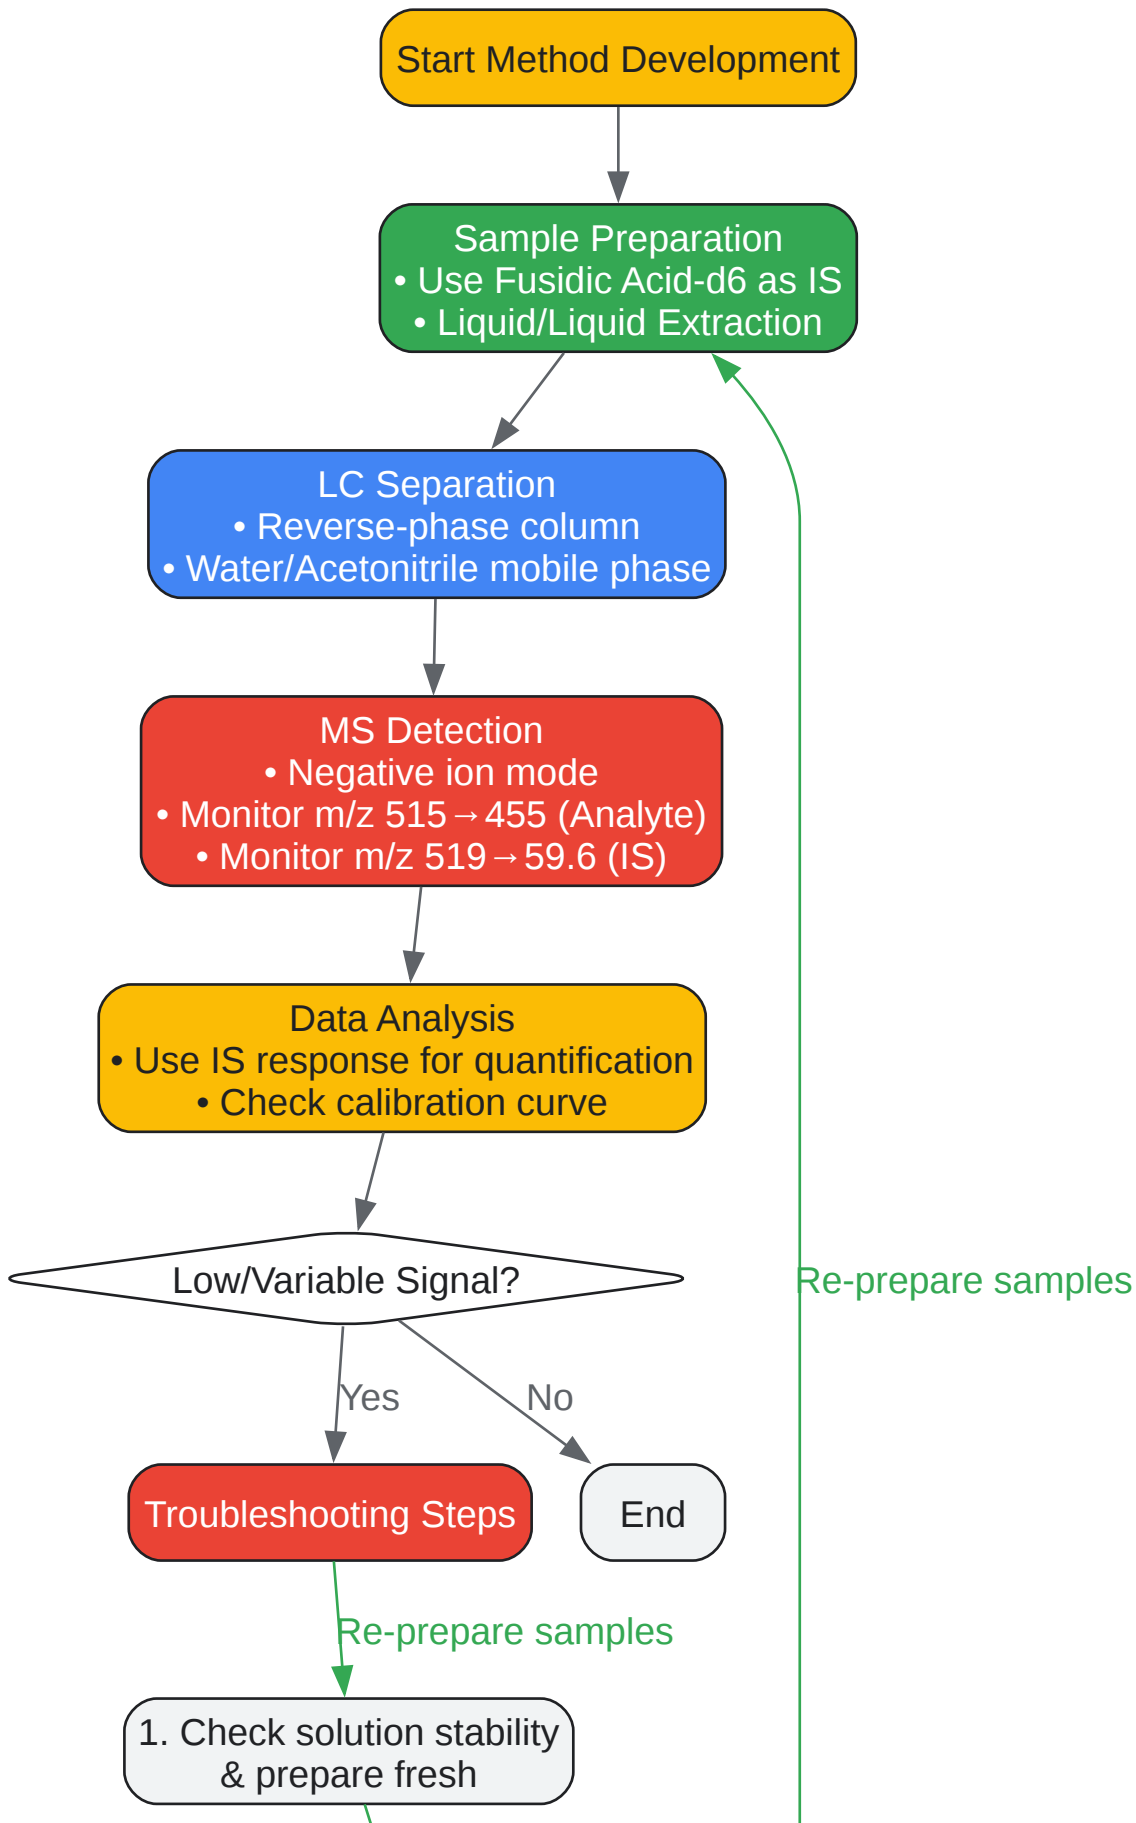 Start Method Development
Sample Preparation
• Use Fusidic Acid-d6 as IS
• Liquid/Liquid Extraction
LC Separation
• Reverse-phase column
• Water/Acetonitrile mobile phase
MS Detection
• Negative ion mode
• Monitor m/z 515→455 (Analyte)
• Monitor m/z 519→59.6 (IS)
Data Analysis
• Use IS response for quantification
• Check calibration curve
Low/Variable Signal?
Re-prepare samples
Yes
No
Troubleshooting Steps
End
Re-prepare samples
1. Check solution stability
& prepare fresh